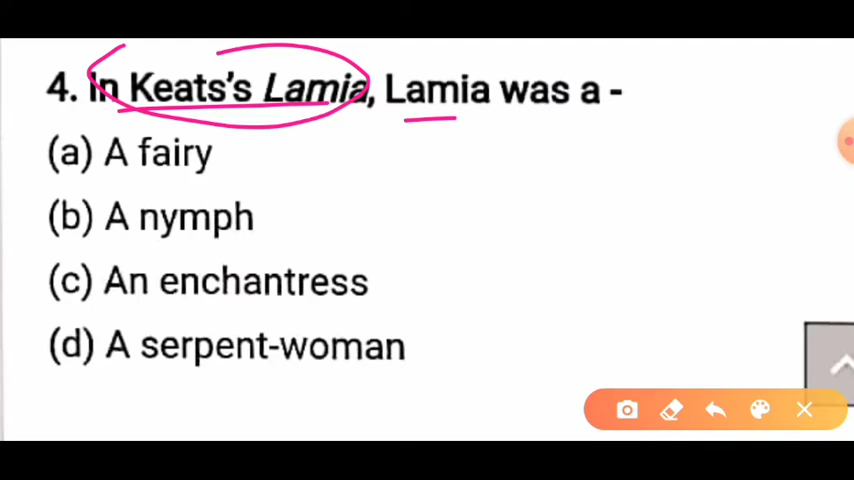 4. In Keats's Lamia, Lamia was a -
(a) A fairy
(b) A nymph
(c) An enchantress
(d) A serpent-woman